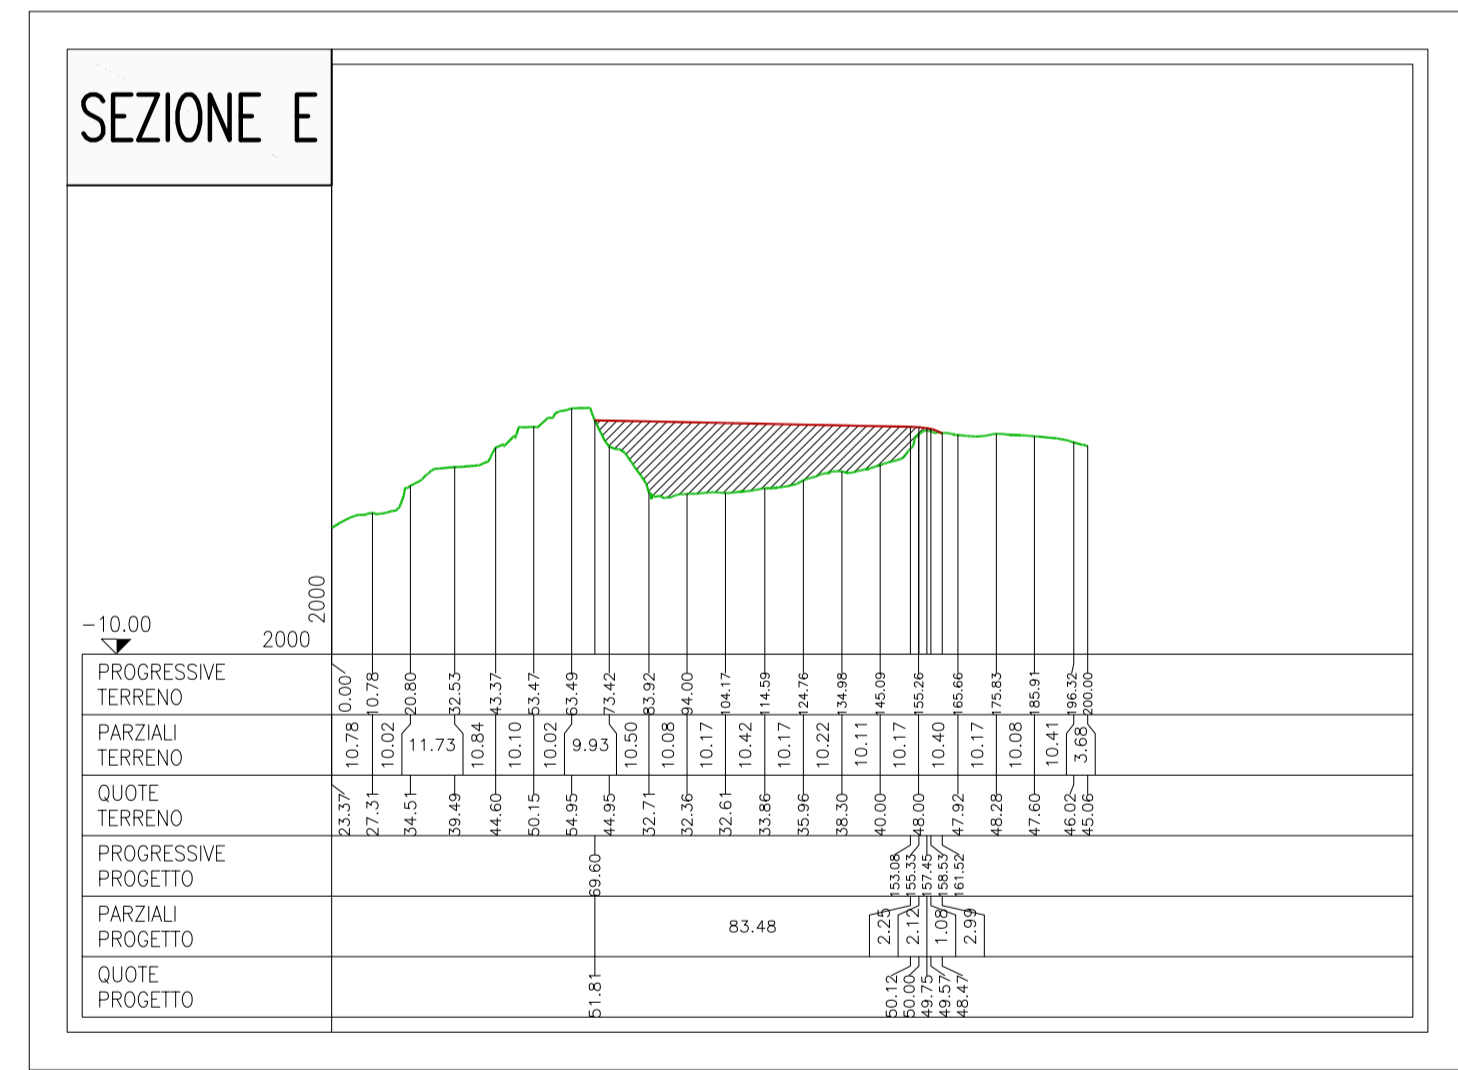 SEZIONE E
2000
-10.00
2000
PROGRESSIVE
TERRENO
0.00 10.78 20.80 32.53 43.37 53.47 63.49 73.42 83.92 94.00 104.17 114.59 124.76 134.98 145.09 155.26 165.66 175.83 185.91 196.32 200.00
PARZIALI
TERRENO
10.78 10.02 11.73 10.84 10.10 10.02 9.93 10.50 10.08 10.17 10.42 10.17 10.22 10.11 10.17 10.40 10.17 10.08 10.41 3.68
QUOTE
TERRENO
23.37 27.31 34.51 39.49 44.60 50.15 54.95 44.95 32.71 32.36 32.61 33.86 35.96 38.30 40.00 48.00 47.92 48.28 47.60 46.02 45.06
PROGRESSIVE
PROGETTO
69.60 153.08 155.33 157.45 158.53 161.52
PARZIALI
PROGETTO
83.48 2.25 2.12 1.08 2.99
QUOTE
PROGETTO
51.81 50.12 50.00 49.75 49.57 48.47